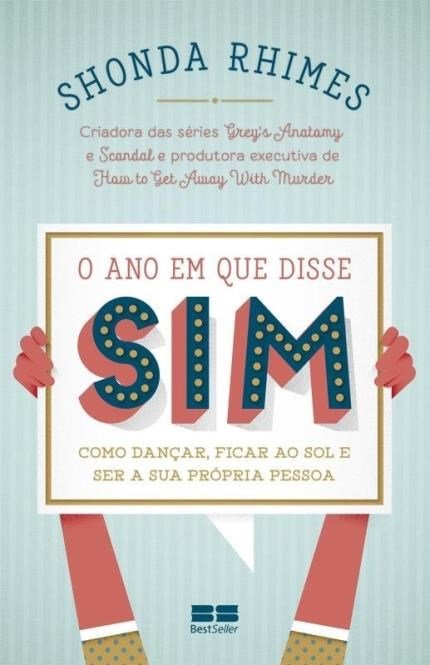 SHONDA RHIMES
Criadora das séries Grey's Anatomy
e Scandal e produtora executiva de
How to Get Away With Murder
O ANO EM QUE DISSE
SIM
COMO DANÇAR, FICAR AO SOL E
SER A SUA PRÓPRIA PESSOA
BS
BestSeller